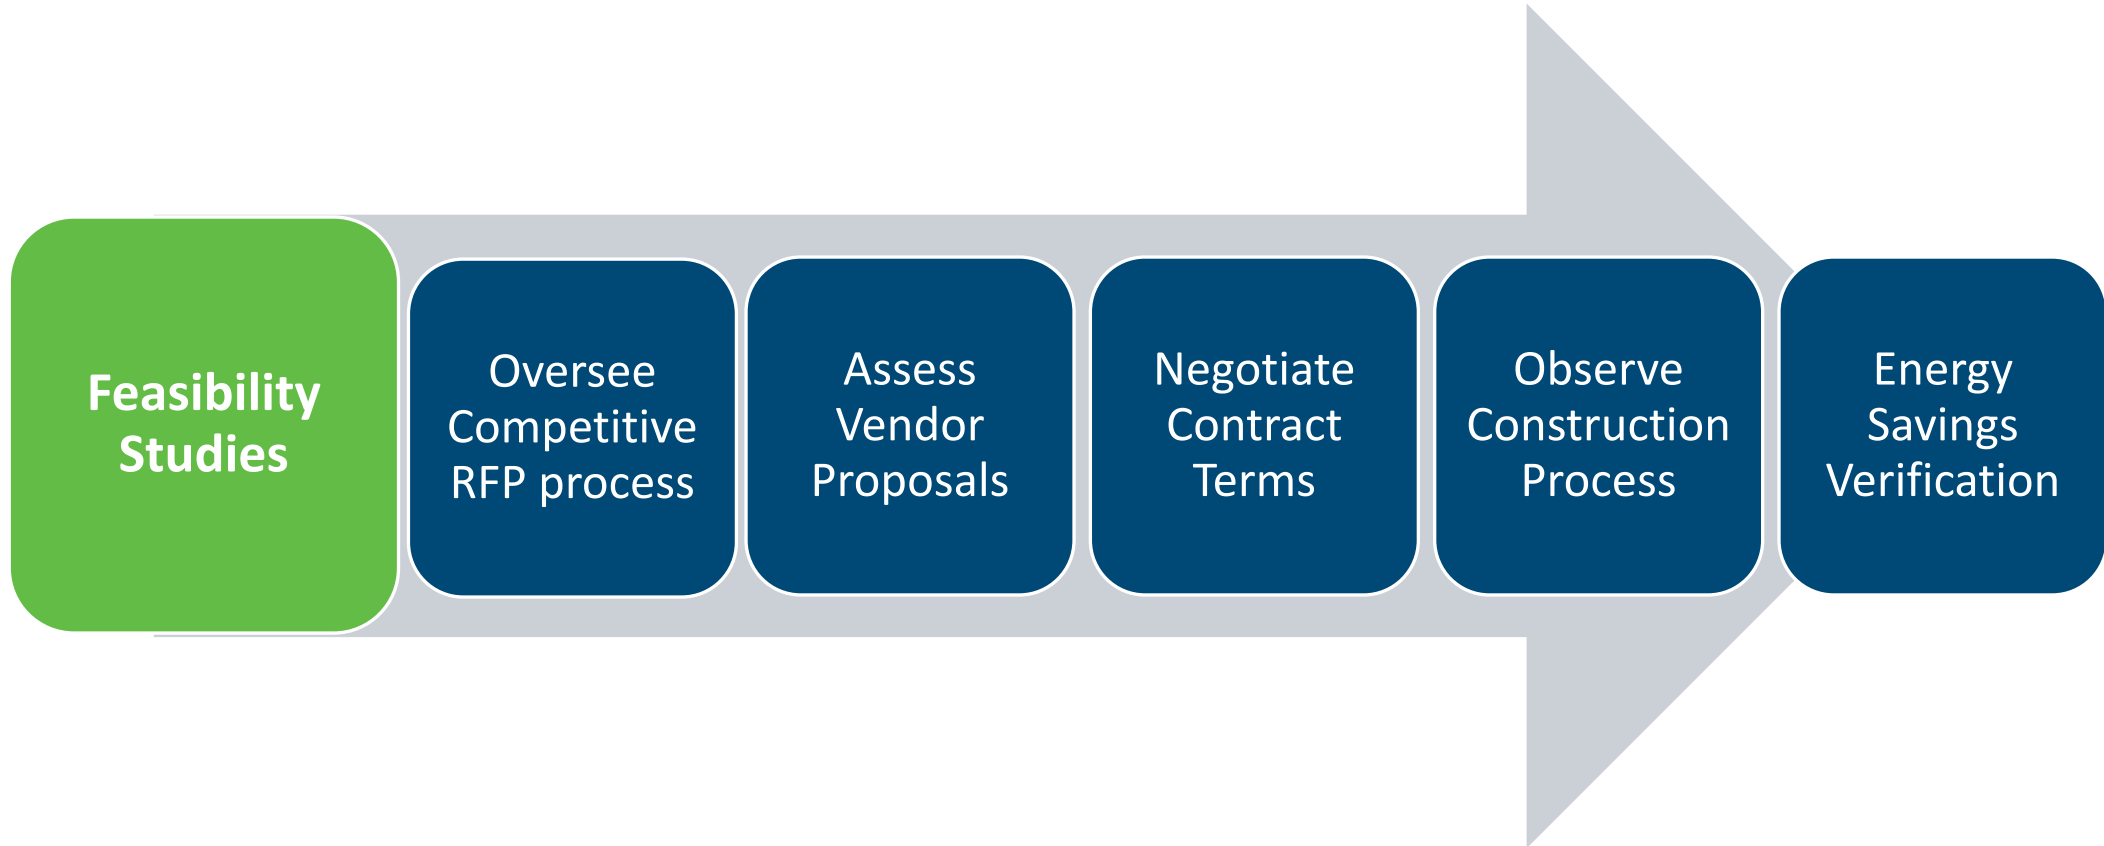 Feasibility
Studies
Oversee
Competitive
RFP process
Assess
Vendor
Proposals
Negotiate
Contract
Terms
Observe
Construction
Process
Energy
Savings
Verification